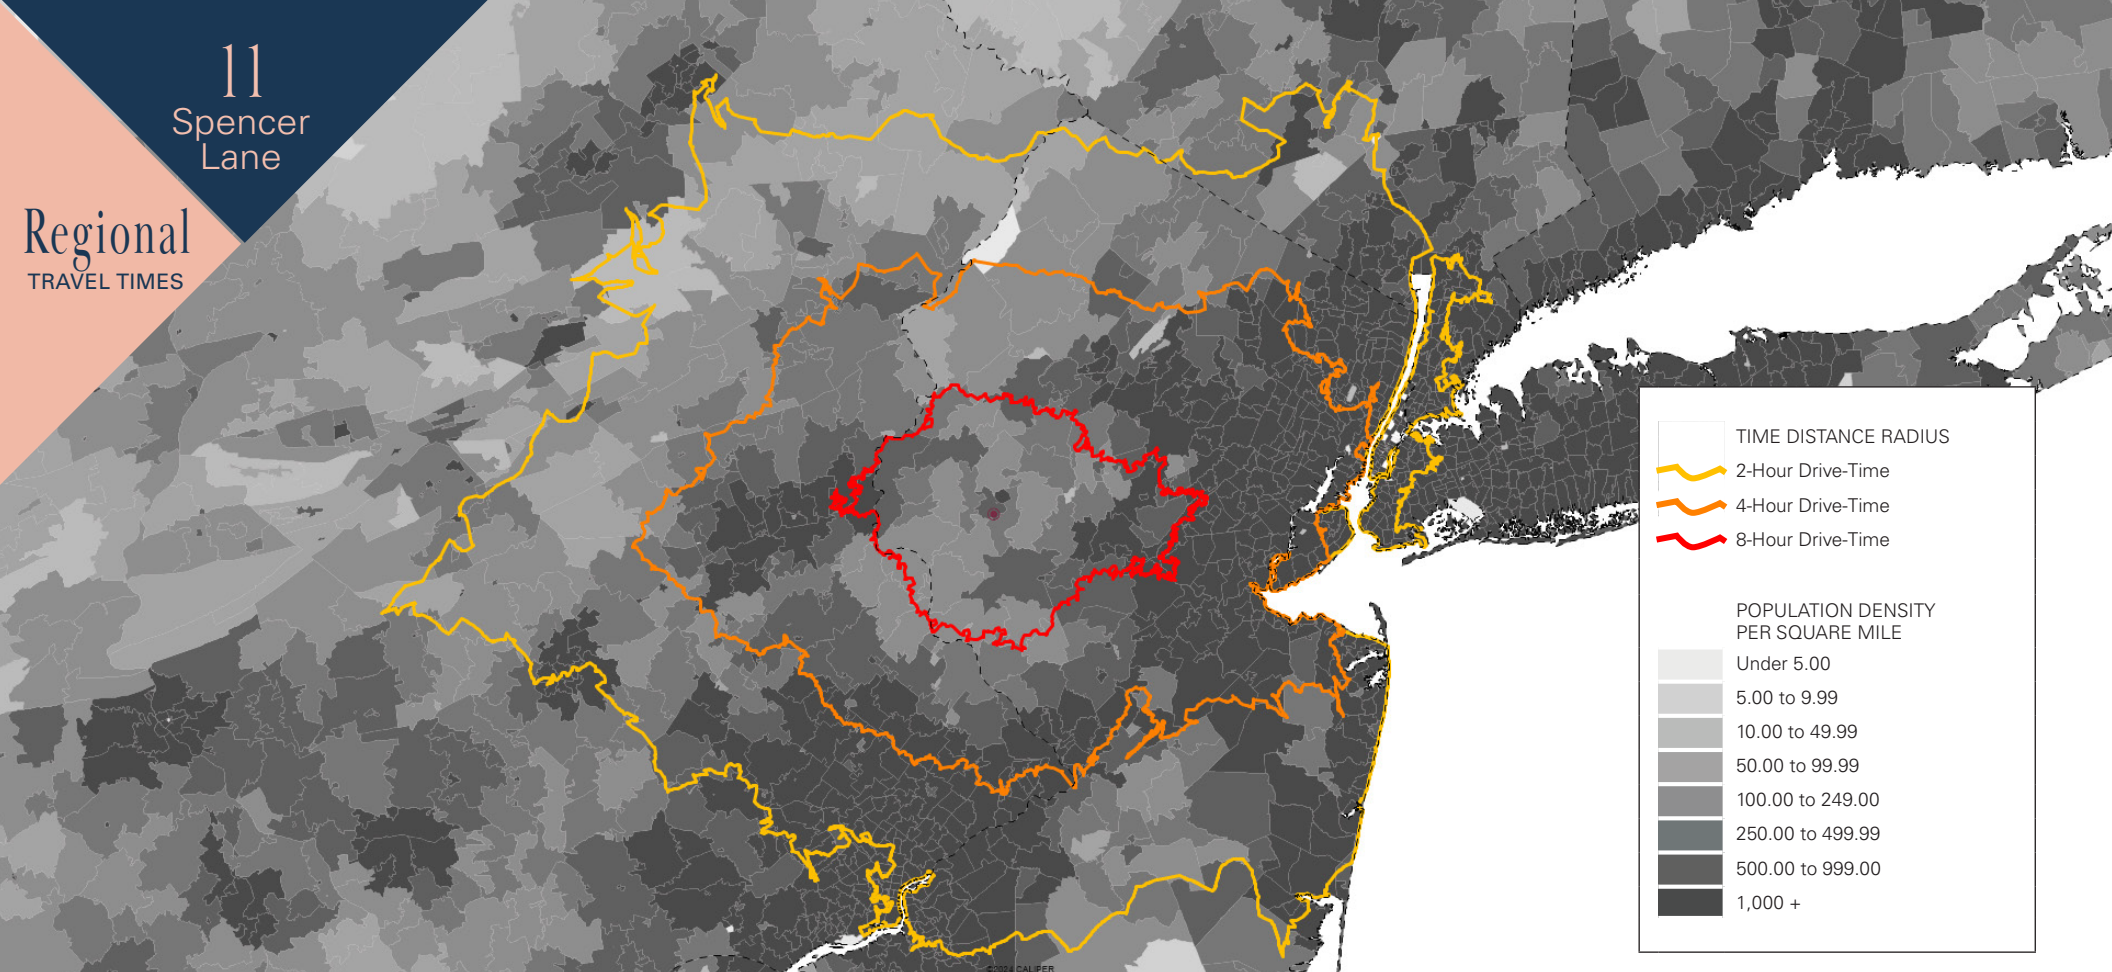 11
Spencer
Lane
Regional
TRAVEL TIMES
TIME DISTANCE RADIUS
2-Hour Drive-Time
4-Hour Drive-Time
8-Hour Drive-Time
POPULATION DENSITY
PER SQUARE MILE
Under 5.00
5.00 to 9.99
10.00 to 49.99
50.00 to 99.99
100.00 to 249.00
250.00 to 499.99
500.00 to 999.00
1,000 +
©2024 CALIPER